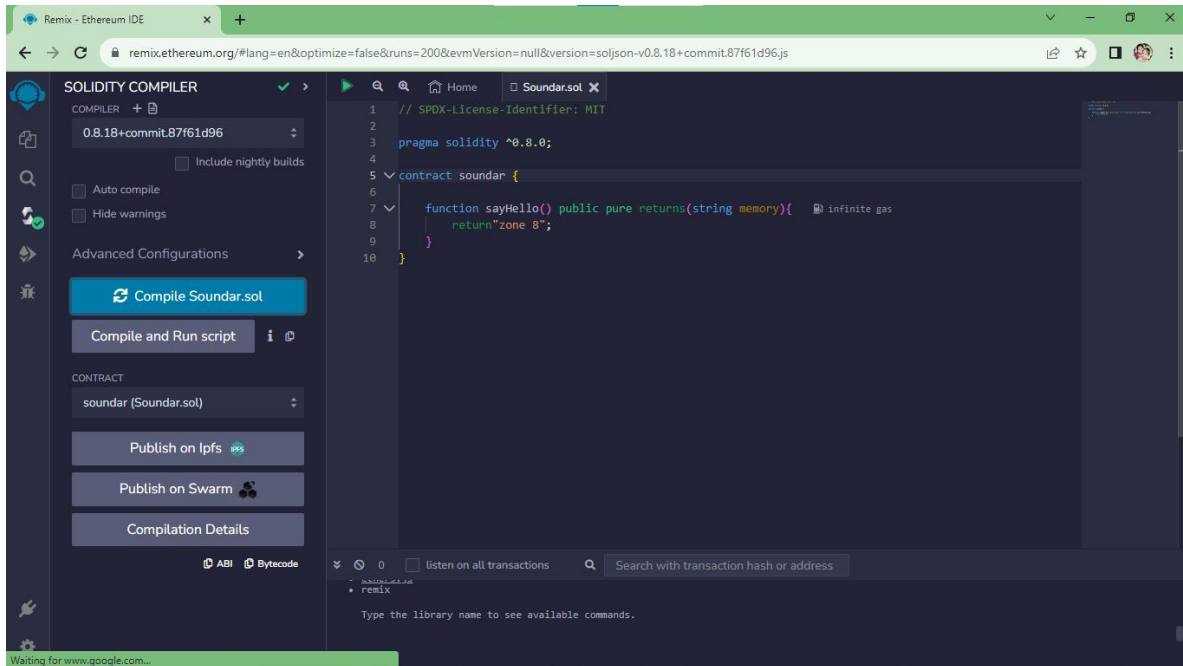 Remix - Ethereum IDE
remix.ethereum.org/#lang=en&optimize=false&runs=200&evmVersion=null&version=soljson-v0.8.18+commit.87f61d96.js
SOLIDITY COMPILER
COMPILER
0.8.18+commit.87f61d96
Include nightly builds
Auto compile
Hide warnings
Advanced Configurations
Compile Soundar.sol
Compile and Run script
CONTRACT
soundar (Soundar.sol)
Publish on Ipfs IPFS
Publish on Swarm
Compilation Details
ABI Bytecode
Home Soundar.sol
1 // SPDX-License-Identifier: MIT
2
3 pragma solidity ^0.8.0;
4
5 contract soundar {
6
7 function sayHello() public pure returns(string memory){ infinite gas
8 return"zone 8";
9 }
10 }
0 listen on all transactions Search with transaction hash or address
• remix
Type the library name to see available commands.
Waiting for www.google.com...